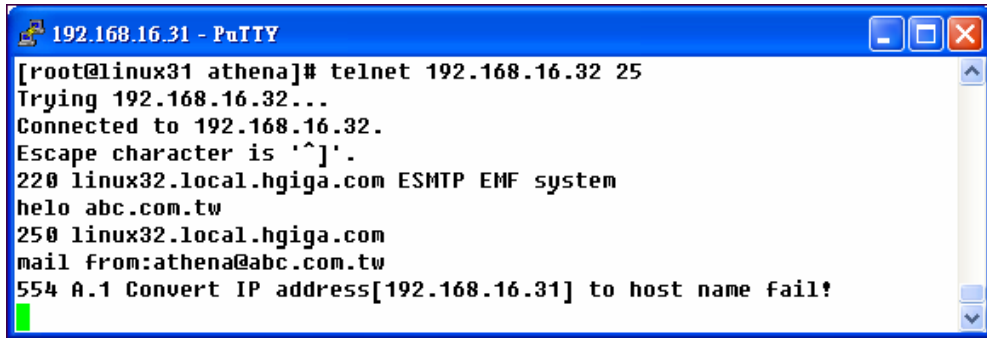 192.168.16.31 - PuTTY
[root@linux31 athena]# telnet 192.168.16.32 25
Trying 192.168.16.32...
Connected to 192.168.16.32.
Escape character is '^]'.
220 linux32.local.hgiga.com ESMTP EMF system
helo abc.com.tw
250 linux32.local.hgiga.com
mail from:athena@abc.com.tw
554 A.1 Convert IP address[192.168.16.31] to host name fail!